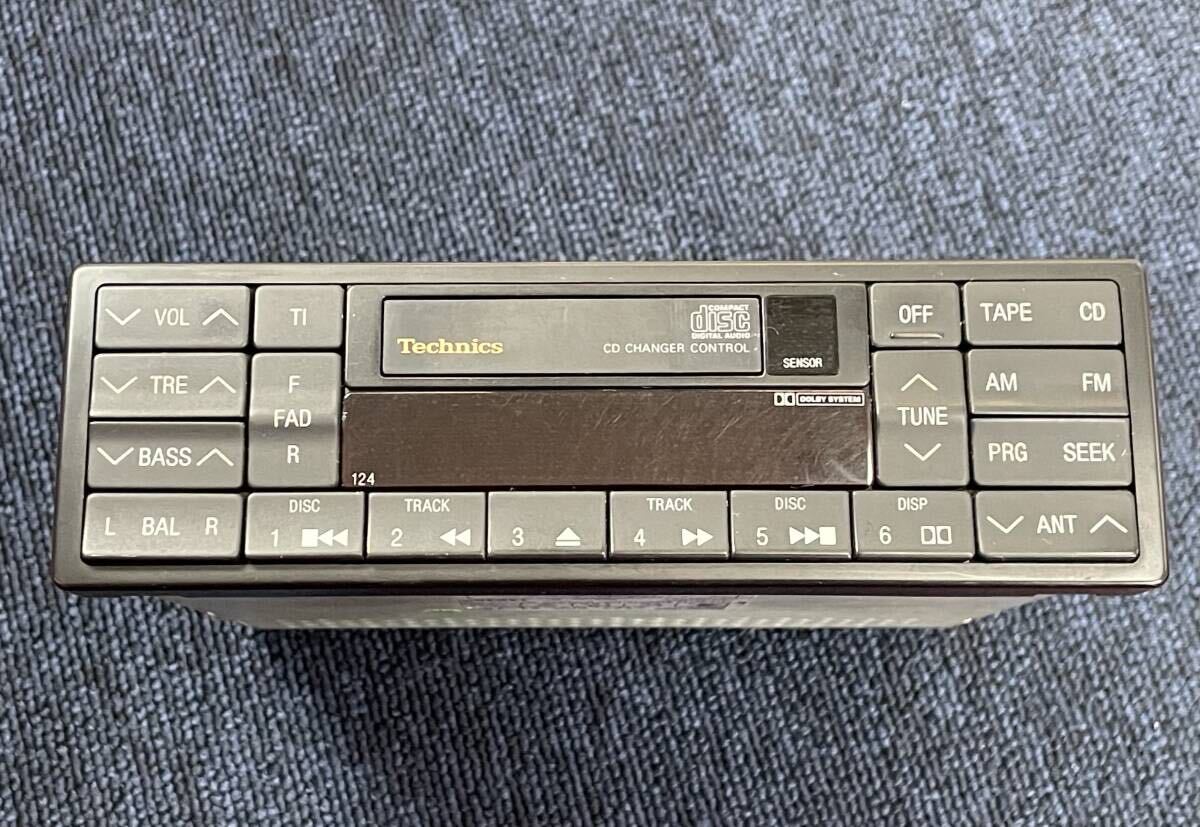 VOL
TI
COMPACT
disc
DIGITAL AUDIO
Technics
CD CHANGER CONTROL
SENSOR
OFF
TAPE CD
TRE
F
FAD
R
DOLBY SYSTEM
TUNE
AM FM
BASS
124
PRG SEEK
L BAL R
DISC
1
TRACK
2
3
TRACK
4
DISC
5
DISP
6
ANT